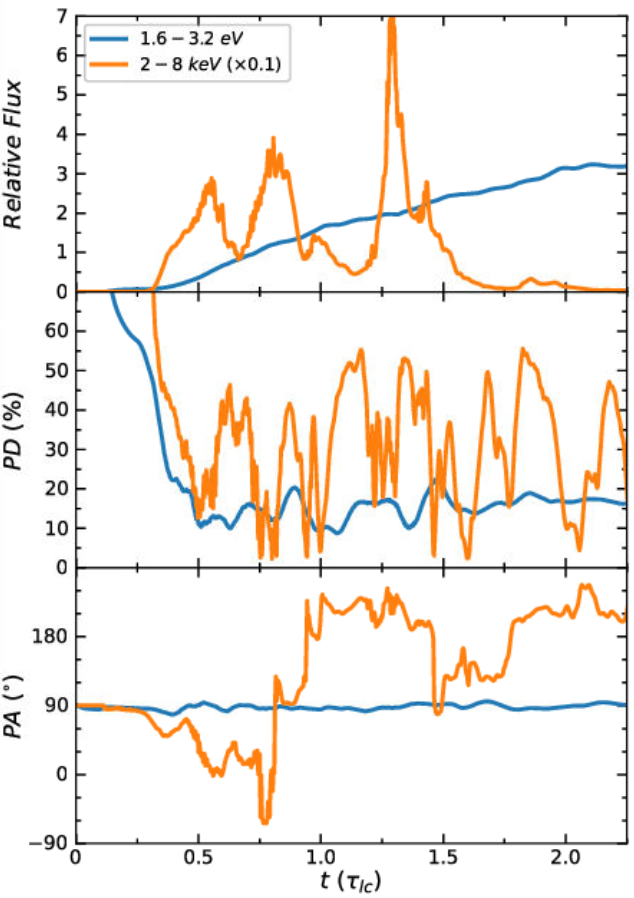 7
6
5
4
3
2
1
0
Relative Flux
1.6 − 3.2 eV
2 − 8 keV (×0.1)
60
50
40
30
20
10
0
PD (%)
180
90
0
−90
PA (°)
0 0.5 1.0 1.5 2.0
t (τlc)